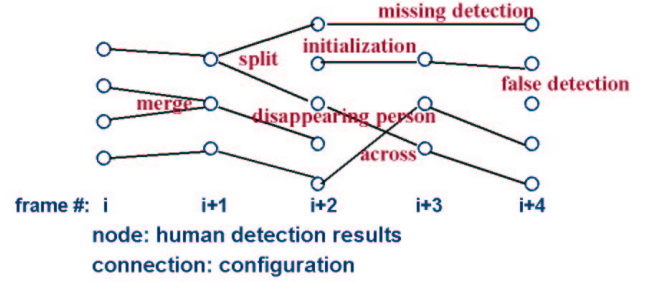 missing detection
split initialization
false detection
merge disappearing person
across
frame #: i i+1 i+2 i+3 i+4
node: human detection results
connection: configuration